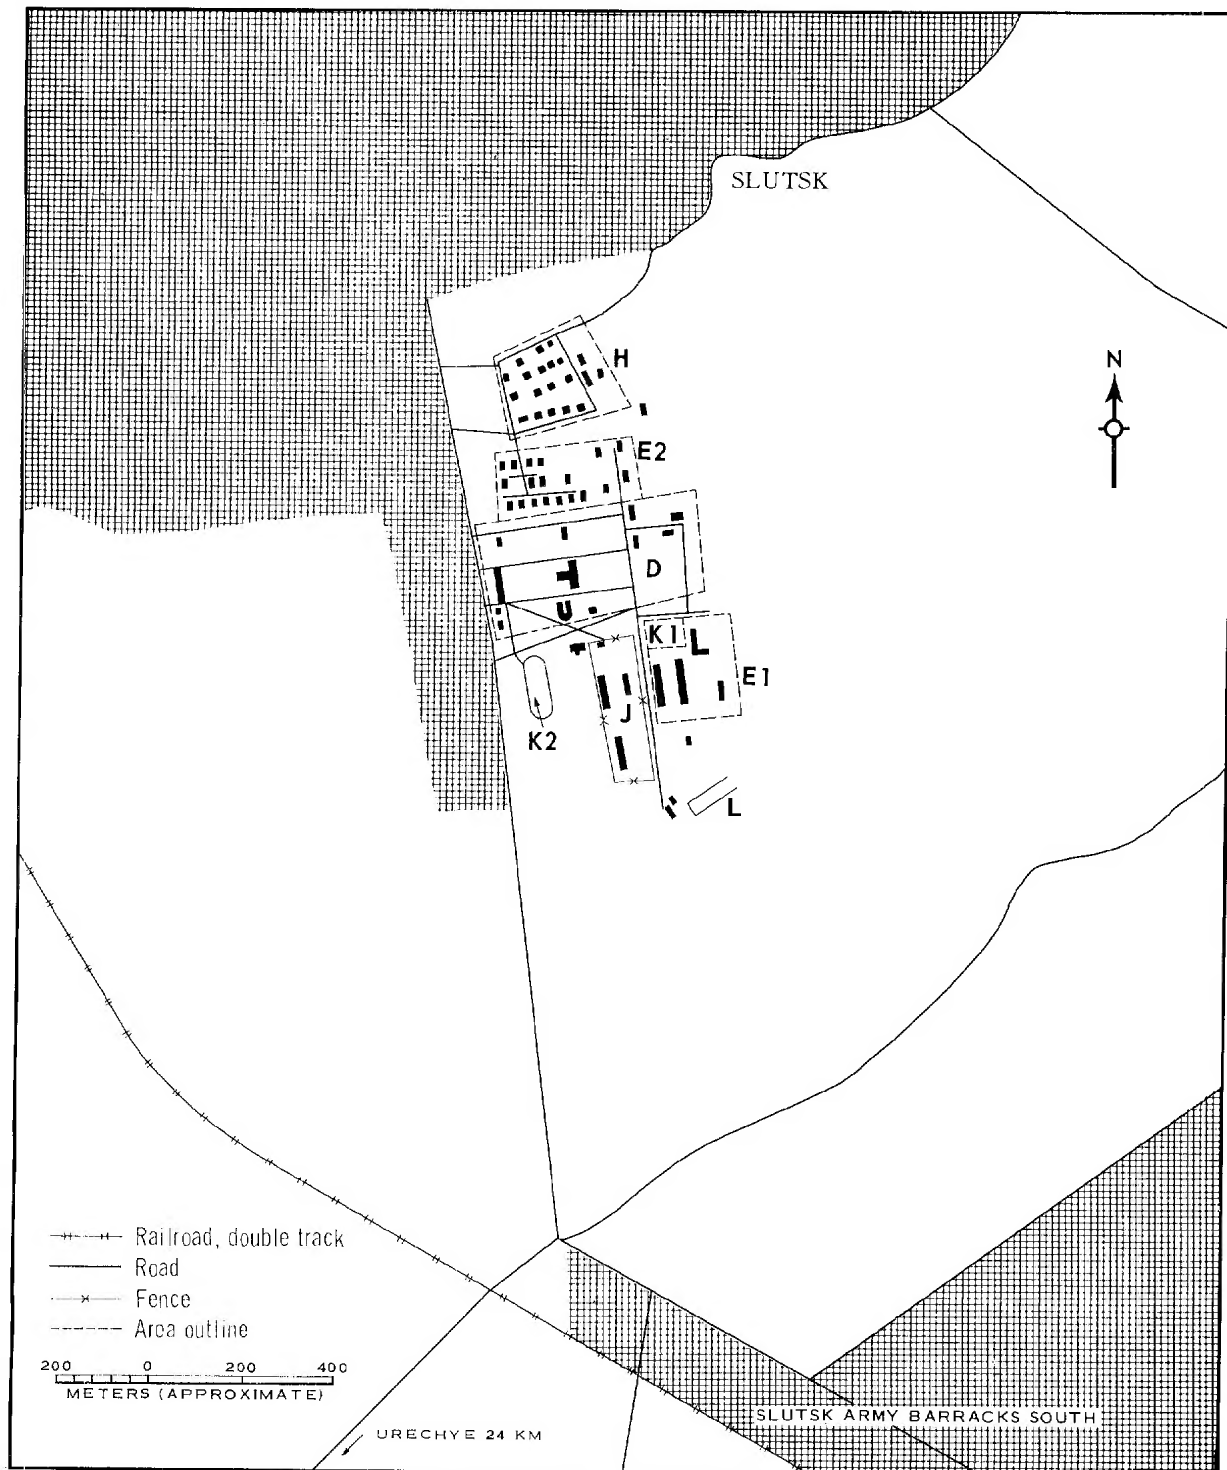 SLUTSK
N
H
E2
D
K1
E1
J
K2
L
Railroad, double track
Road
Fence
Area outline
200 0 200 400
METERS (APPROXIMATE)
SLUTSK ARMY BARRACKS SOUTH
URECHYE 24 KM